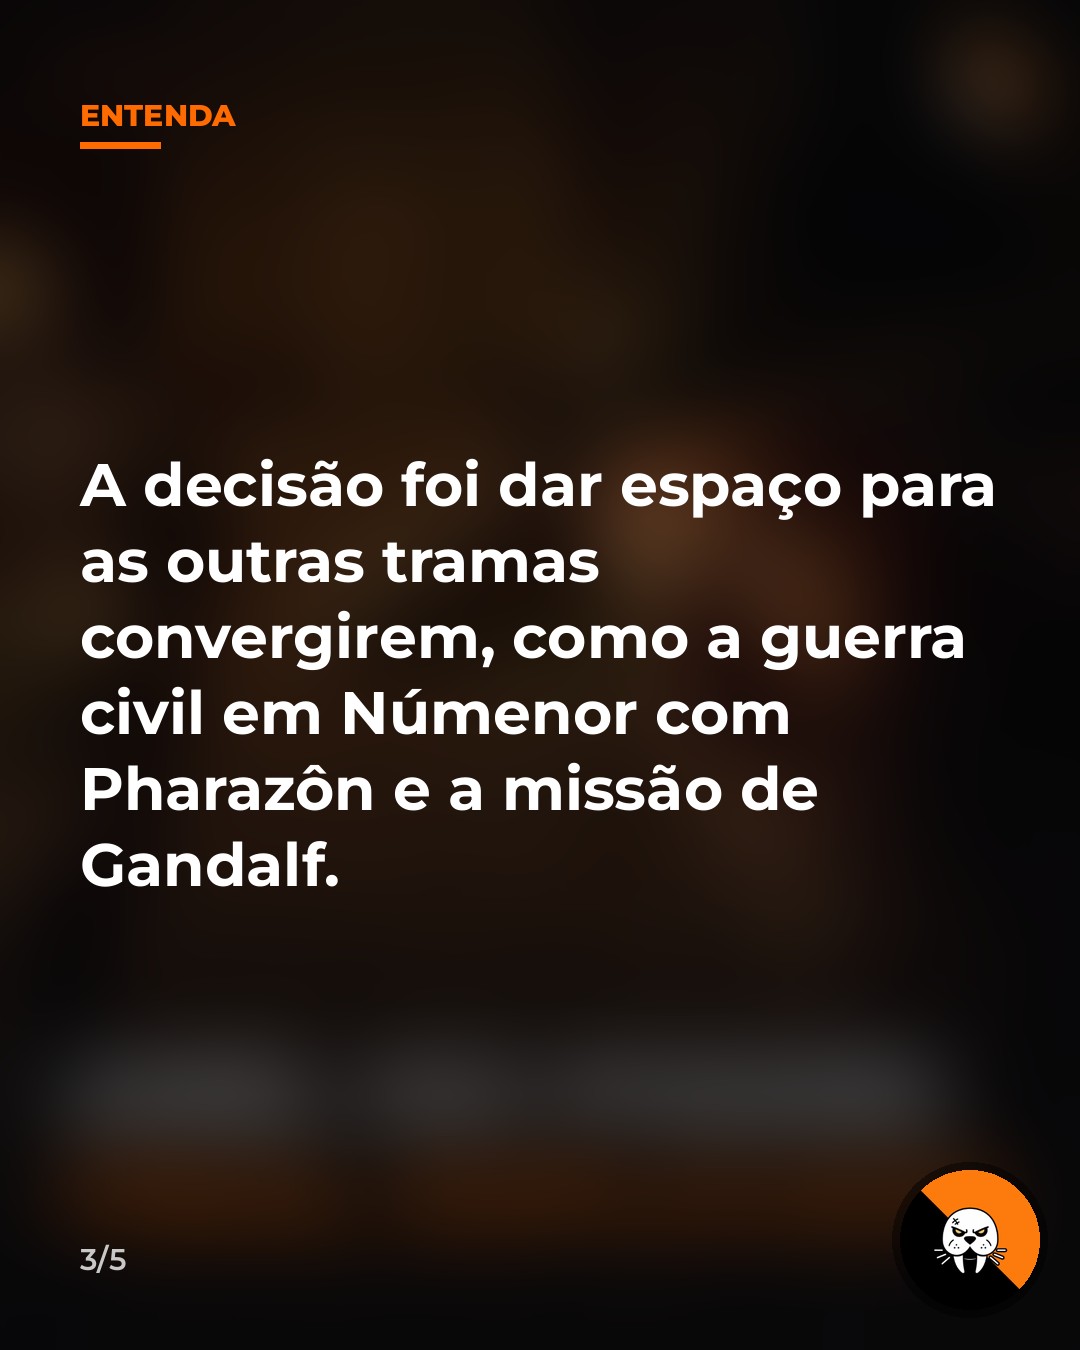 ENTENDA
A decisão foi dar espaço para
as outras tramas
convergirem, como a guerra
civil em Númenor com
Pharazôn e a missão de
Gandalf.
3/5